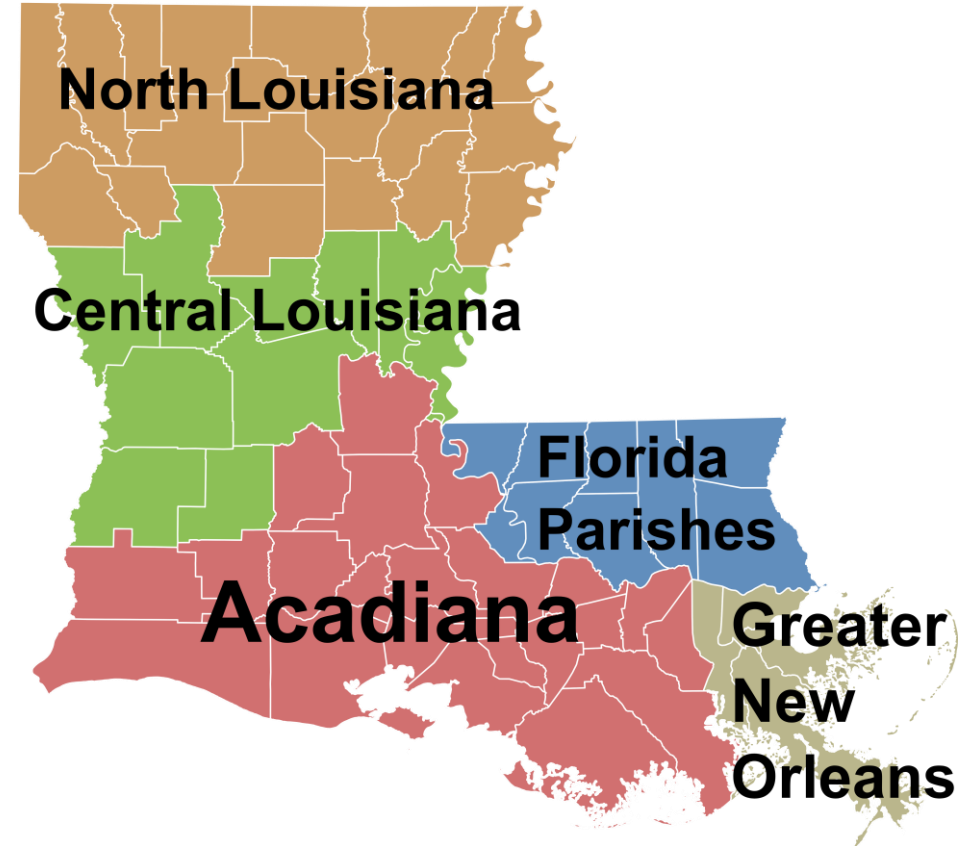 North Louisiana
Central Louisiana
Florida
Parishes
Acadiana
Greater
New
Orleans